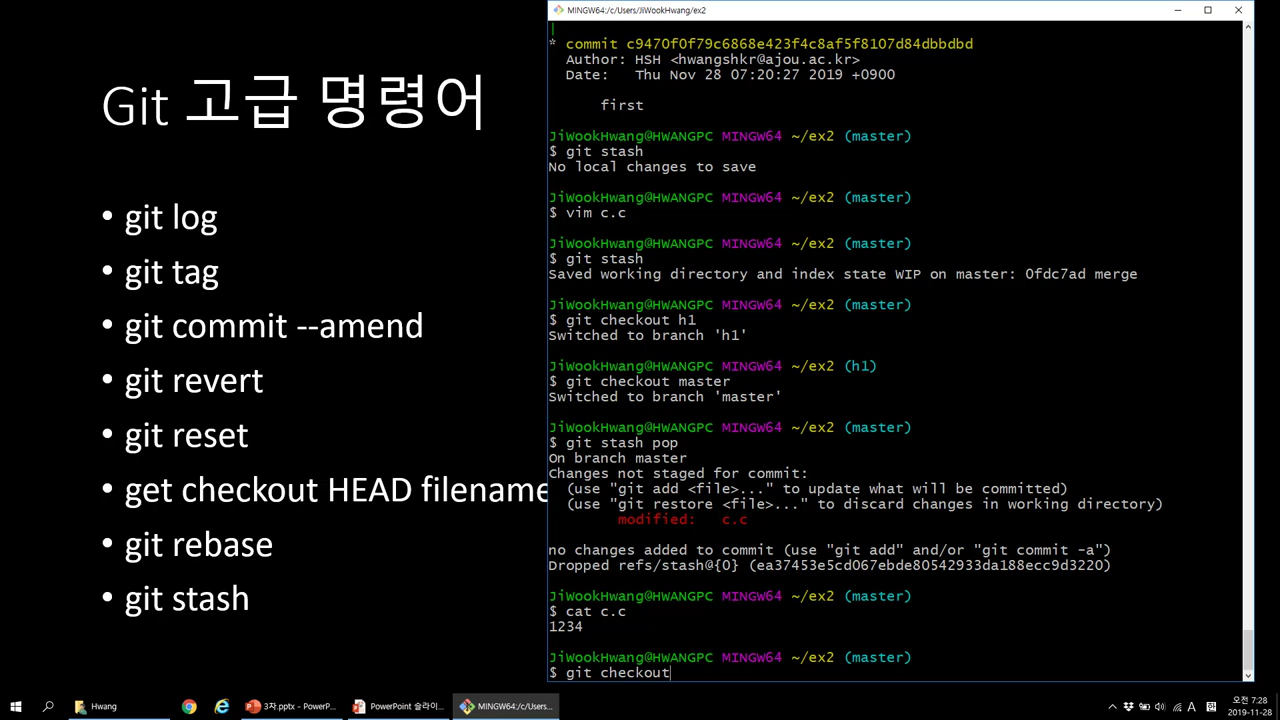 Git 고급 명령어
• git log
• git tag
• git commit --amend
• git revert
• git reset
• get checkout HEAD filename
• git rebase
• git stash
MINGW64:/c/Users/JiWookHwang/ex2
* commit c9470f0f79c6868e423f4c8af5f8107d84dbbdbd
Author: HSH <hwangshkr@ajou.ac.kr>
Date:   Thu Nov 28 07:20:27 2019 +0900
first
JiWookHwang@HWANGPC MINGW64 ~/ex2 (master)
$ git stash
No local changes to save
JiWookHwang@HWANGPC MINGW64 ~/ex2 (master)
$ vim c.c
JiWookHwang@HWANGPC MINGW64 ~/ex2 (master)
$ git stash
Saved working directory and index state WIP on master: 0fdc7ad merge
JiWookHwang@HWANGPC MINGW64 ~/ex2 (master)
$ git checkout h1
Switched to branch 'h1'
JiWookHwang@HWANGPC MINGW64 ~/ex2 (h1)
$ git checkout master
Switched to branch 'master'
JiWookHwang@HWANGPC MINGW64 ~/ex2 (master)
$ git stash pop
On branch master
Changes not staged for commit:
(use "git add <file>..." to update what will be committed)
(use "git restore <file>..." to discard changes in working directory)
modified:   c.c
no changes added to commit (use "git add" and/or "git commit -a")
Dropped refs/stash@{0} (ea37453e5cd067ebde80542933da188ecc9d3220)
JiWookHwang@HWANGPC MINGW64 ~/ex2 (master)
$ cat c.c
1234
JiWookHwang@HWANGPC MINGW64 ~/ex2 (master)
$ git checkout
Hwang
3차.pptx - PowerP...
PowerPoint 슬라이...
MINGW64:/c/Users...
A
오전 7:28
2019-11-28